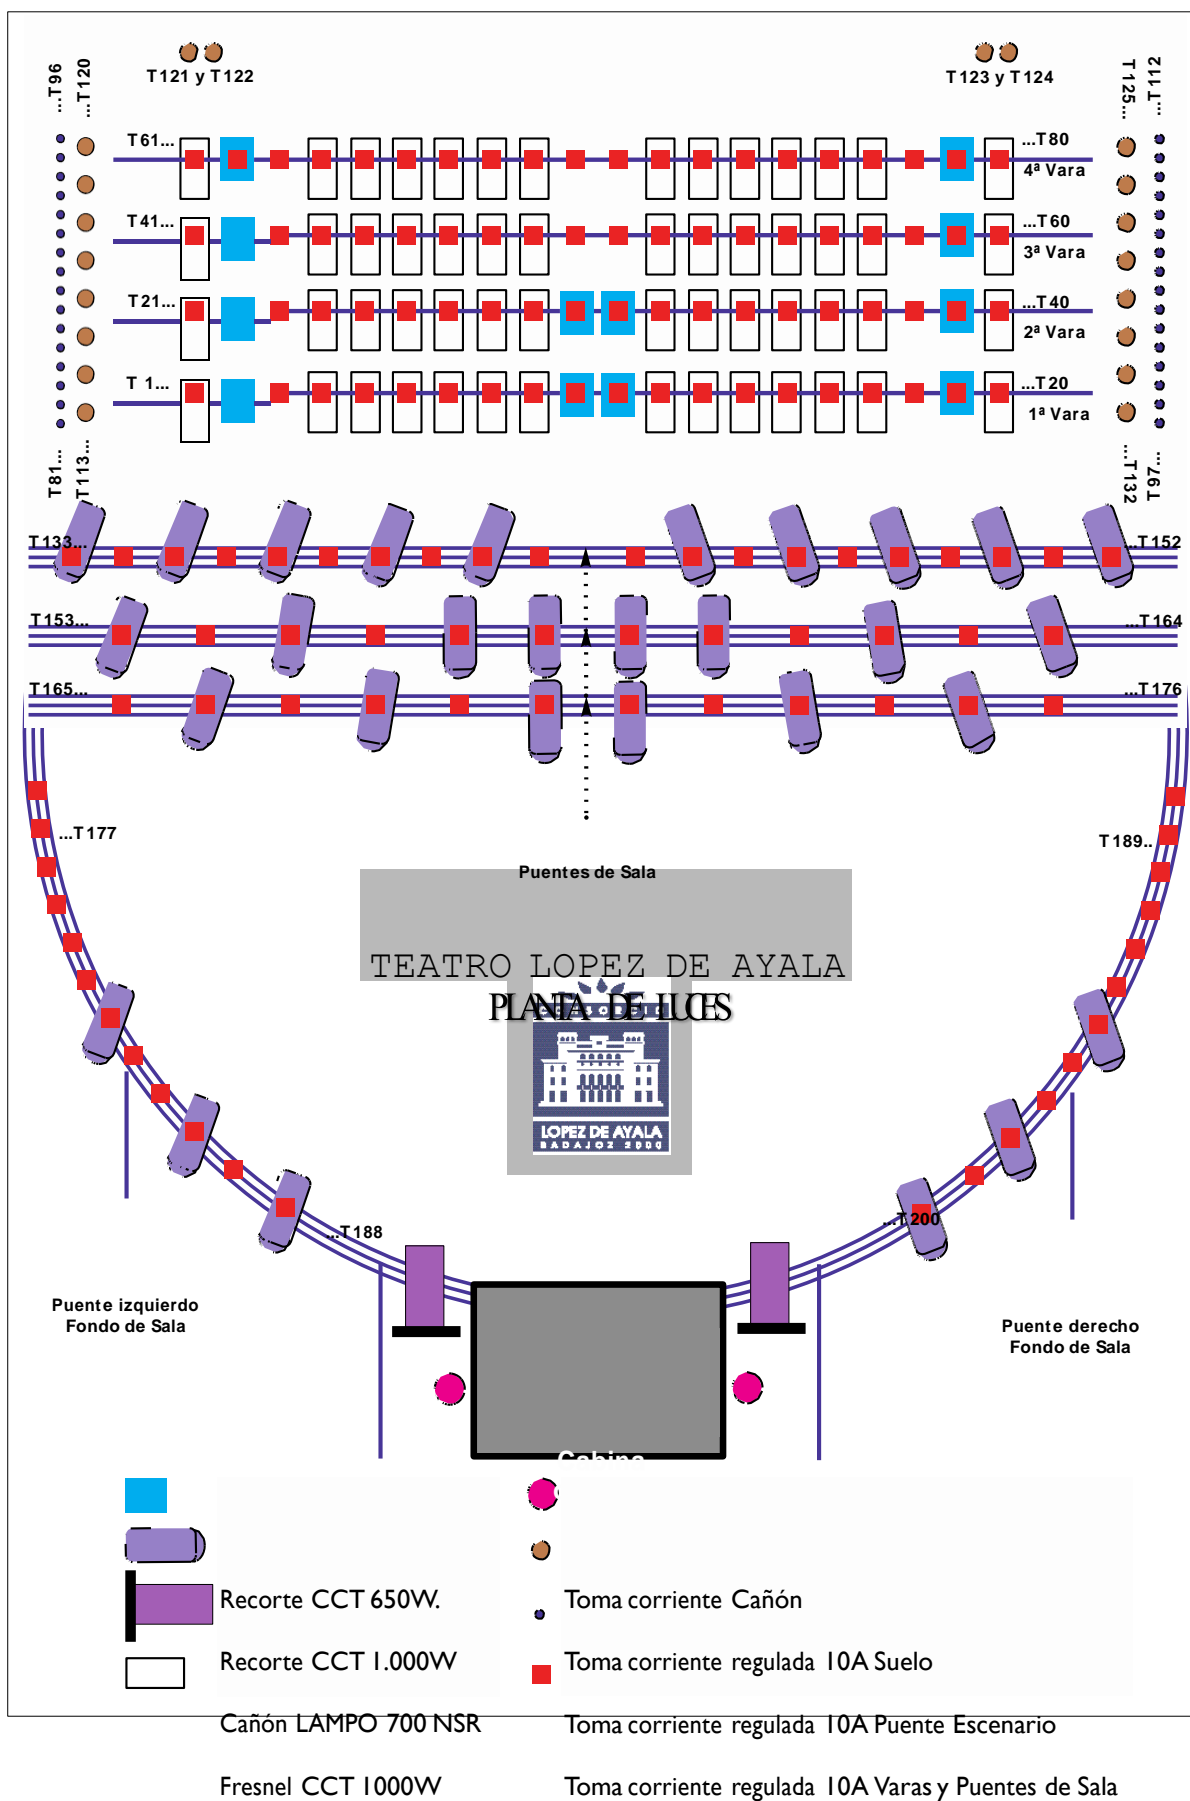 T121 y T122
T123 y T124
...T96
...T120
T125...
...T112
T61...
...T80
4ª Vara
T41...
...T60
3ª Vara
T21...
...T40
2ª Vara
T 1...
...T20
1ª Vara
T81...
T113...
...T132
T97...
T133...
...T152
T153...
...T164
T165...
...T176
...T177
T189..
Puentes de Sala
TEATRO LOPEZ DE AYALA
PLANTA DE LUCES
LOPEZ DE AYALA
BADAJOZ 2000
...T188
...T200
Puente izquierdo
Fondo de Sala
Puente derecho
Fondo de Sala
Cabina
Recorte CCT 650W.
Toma corriente Cañón
Recorte CCT 1.000W
Toma corriente regulada 10A Suelo
Cañón LAMPO 700 NSR
Toma corriente regulada 10A Puente Escenario
Fresnel CCT 1000W
Toma corriente regulada 10A Varas y Puentes de Sala